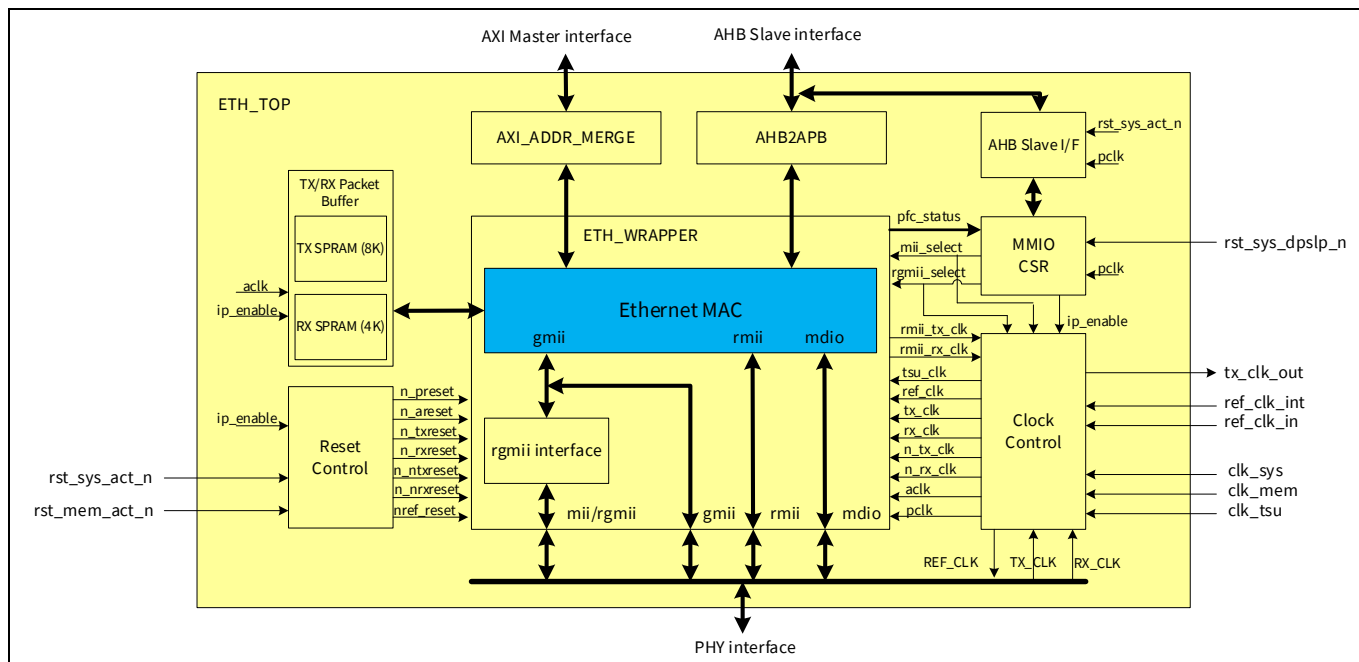 AXI Master interface
AHB Slave interface
ETH_TOP
AXI_ADDR_MERGE
AHB2APB
AHB Slave I/F
rst_sys_act_n
pclk
TX/RX Packet
Buffer
TX SPRAM (8K)
RX SPRAM (4K)
aclk
ip_enable
ETH_WRAPPER
Ethernet MAC
gmii
rmii
mdio
rgmii interface
mii/rgmii
gmii
rmii
mdio
pfc_status
mii_select
rgmii_select
MMIO
CSR
pclk
rst_sys_dpslp_n
ip_enable
rmii_tx_clk
rmii_rx_clk
tsu_clk
ref_clk
tx_clk
rx_clk
n_tx_clk
n_rx_clk
aclk
pclk
Clock
Control
tx_clk_out
ref_clk_int
ref_clk_in
clk_sys
clk_mem
clk_tsu
ip_enable
Reset
Control
rst_sys_act_n
rst_mem_act_n
n_preset
n_areset
n_txreset
n_rxreset
n_ntxreset
n_nrxreset
nref_reset
REF_CLK
TX_CLK
RX_CLK
PHY interface